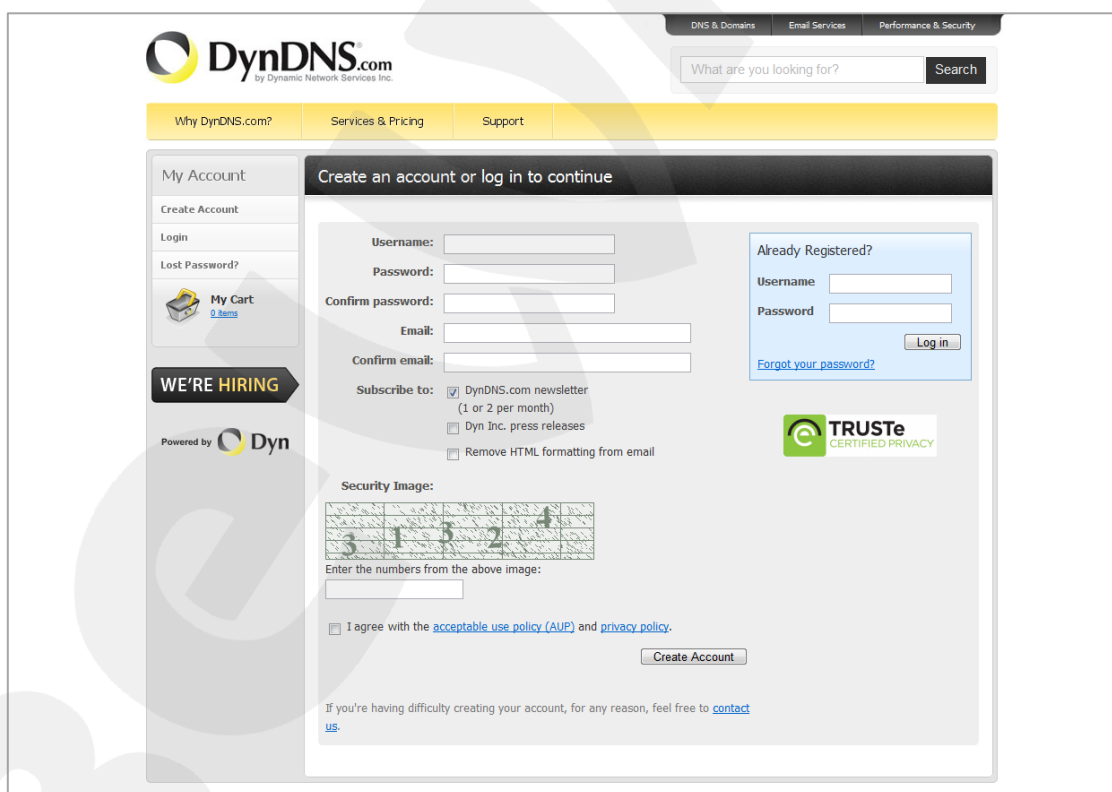 DNS & Domains Email Services Performance & Security
DynDNS.com
by Dynamic Network Services Inc.
What are you looking for? Search
Why DynDNS.com? Services & Pricing Support
My Account
Create Account
Login
Lost Password?
My Cart
0 items
WE'RE HIRING
Powered by Dyn
Create an account or log in to continue
Username:
Password:
Confirm password:
Email:
Confirm email:
Subscribe to: DynDNS.com newsletter
(1 or 2 per month)
Dyn Inc. press releases
Remove HTML formatting from email
Security Image:
3 1 3 2 4
Enter the numbers from the above image:
I agree with the acceptable use policy (AUP) and privacy policy.
Create Account
If you're having difficulty creating your account, for any reason, feel free to contact
us.
Already Registered?
Username
Password
Log in
Forgot your password?
TRUSTe
CERTIFIED PRIVACY